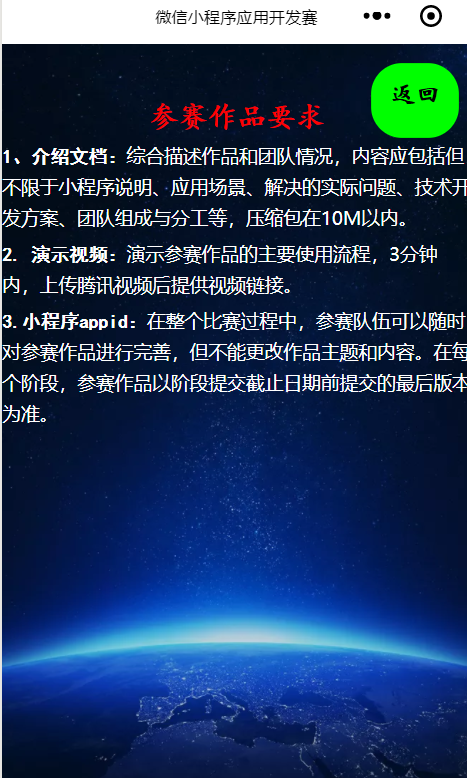 微信小程序应用开发赛
返回
参赛作品要求
1、介绍文档：综合描述作品和团队情况，内容应包括但
不限于小程序说明、应用场景、解决的实际问题、技术开
发方案、团队组成与分工等，压缩包在10M以内。
2. 演示视频：演示参赛作品的主要使用流程，3分钟
内，上传腾讯视频后提供视频链接。
3. 小程序appid：在整个比赛过程中，参赛队伍可以随时
对参赛作品进行完善，但不能更改作品主题和内容。在每
个阶段，参赛作品以阶段提交截止日期前提交的最后版本
为准。